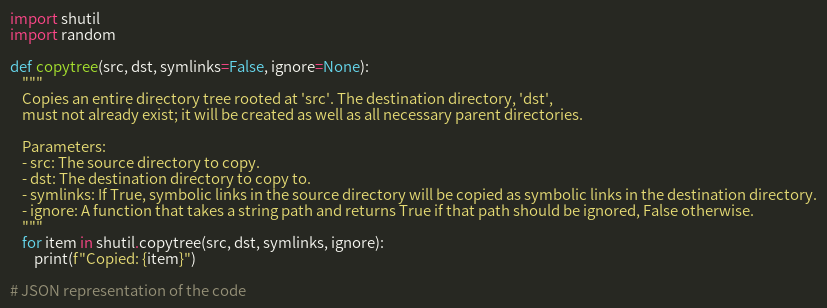 import shutil
import random

def copytree(src, dst, symlinks=False, ignore=None):
    """
    Copies an entire directory tree rooted at 'src'. The destination directory, 'dst',
    must not already exist; it will be created as well as all necessary parent directories.

    Parameters:
    - src: The source directory to copy.
    - dst: The destination directory to copy to.
    - symlinks: If True, symbolic links in the source directory will be copied as symbolic links in the destination directory.
    - ignore: A function that takes a string path and returns True if that path should be ignored, False otherwise.
    """
    for item in shutil.copytree(src, dst, symlinks, ignore):
        print(f"Copied: {item}")

# JSON representation of the code